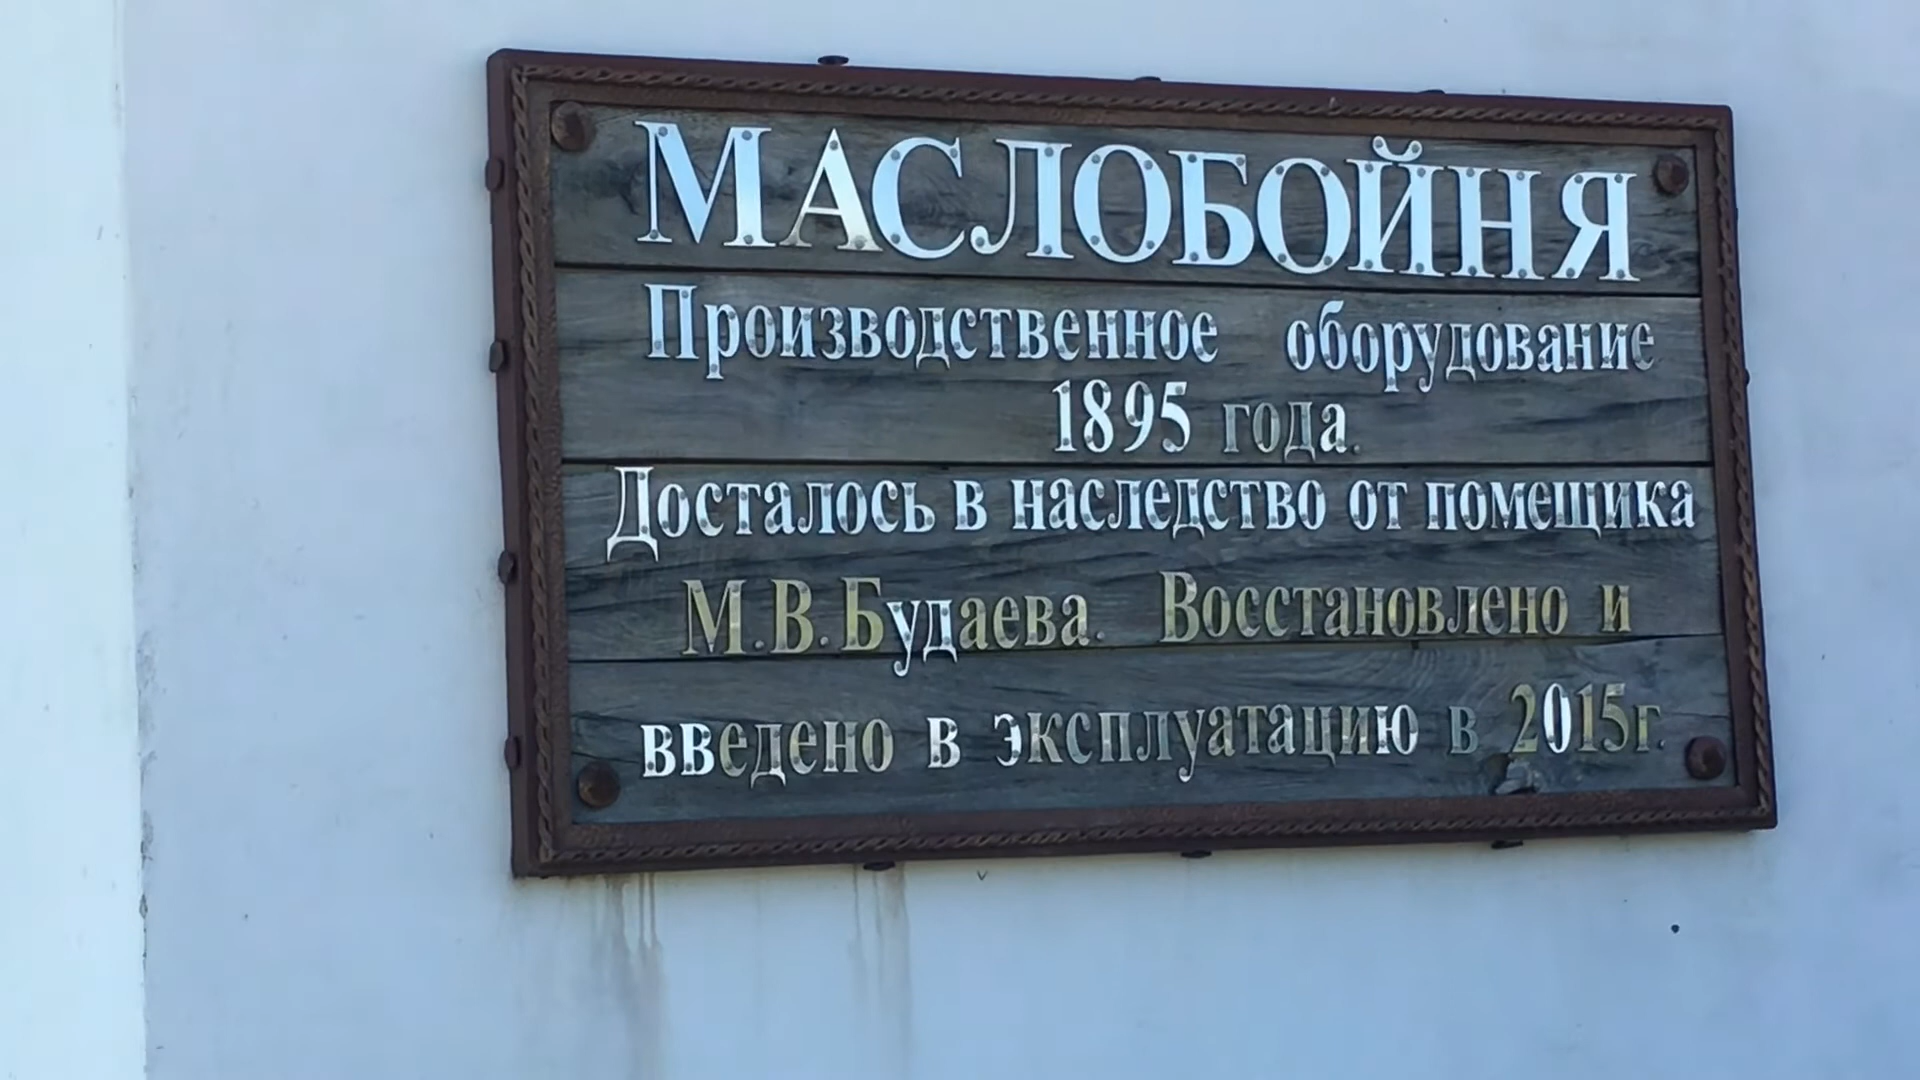 МАСЛОБОЙНЯ
Производственное оборудование
1895 года.
Досталось в наследство от помещика
М.В.Будаева. Восстановлено и
введено в эксплуатацию в 2015г.